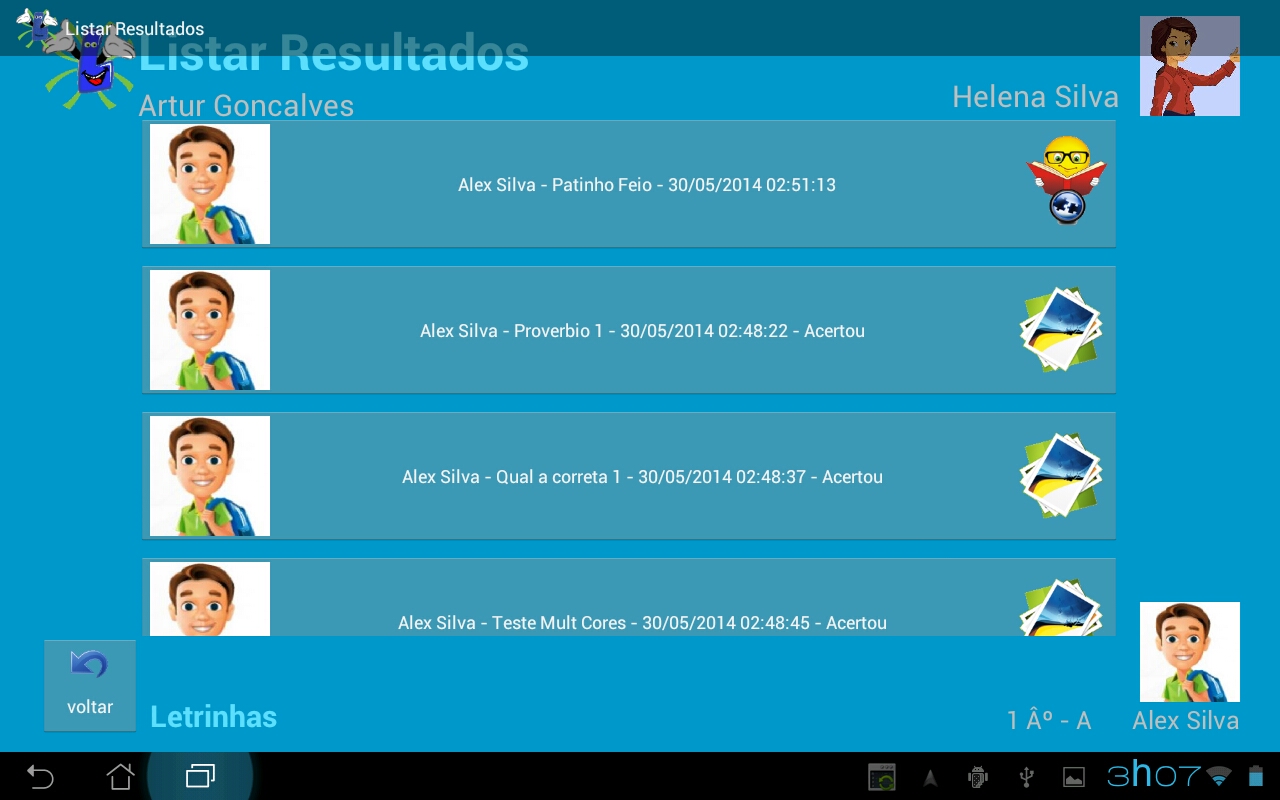 Listar Resultados
Listar Resultados
Artur Goncalves
Helena Silva
Alex Silva - Patinho Feio - 30/05/2014 02:51:13
Alex Silva - Proverbio 1 - 30/05/2014 02:48:22 - Acertou
Alex Silva - Qual a correta 1 - 30/05/2014 02:48:37 - Acertou
Alex Silva - Teste Mult Cores - 30/05/2014 02:48:45 - Acertou
voltar
Letrinhas
1 Âº - A
Alex Silva
3h07